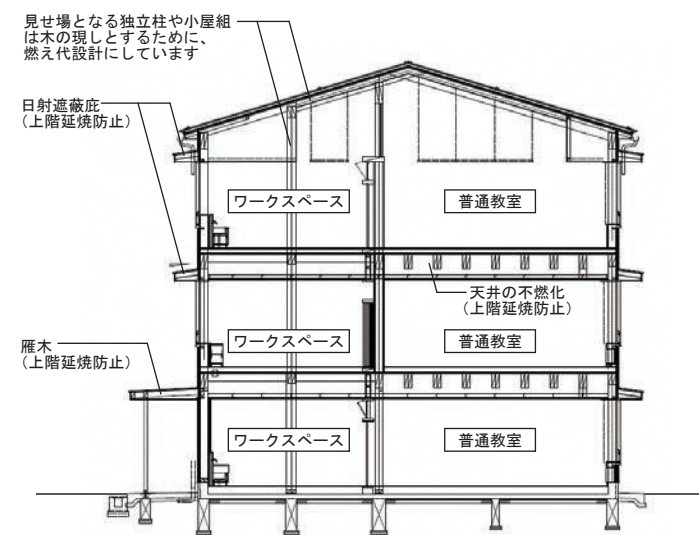 見せ場となる独立柱や小屋組
は木の現しとするために、
燃え代設計にしています
日射遮蔽庇
（上階延焼防止）
ワークスペース
普通教室
天井の不燃化
（上階延焼防止）
雁木
（上階延焼防止）
ワークスペース
普通教室
ワークスペース
普通教室